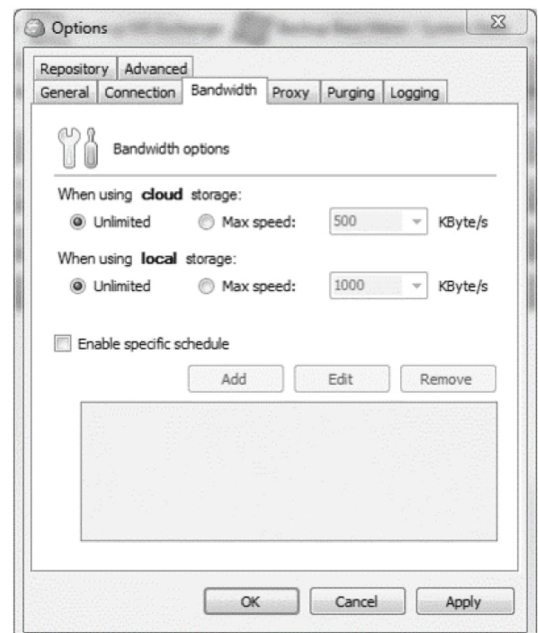 Options
Repository Advanced
General Connection Bandwidth Proxy Purging Logging
Bandwidth options
When using cloud storage:
Unlimited Max speed: 500 KByte/s
When using local storage:
Unlimited Max speed: 1000 KByte/s
Enable specific schedule
Add Edit Remove
OK Cancel Apply